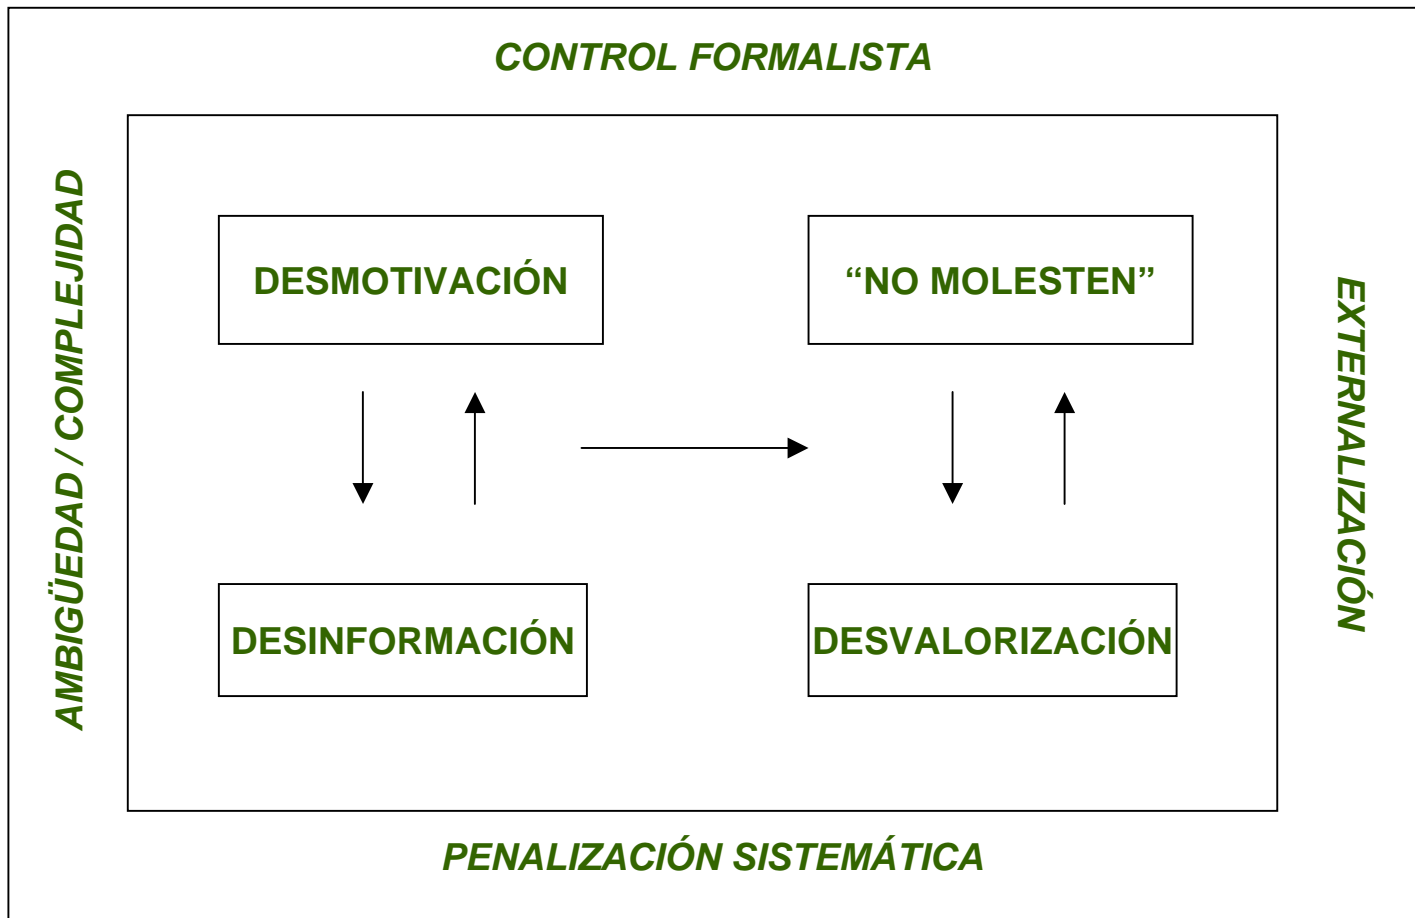 CONTROL FORMALISTA
AMBIGÜEDAD / COMPLEJIDAD
DESMOTIVACIÓN
“NO MOLESTEN”
EXTERNALIZACIÓN
DESINFORMACIÓN
DESVALORIZACIÓN
PENALIZACIÓN SISTEMÁTICA